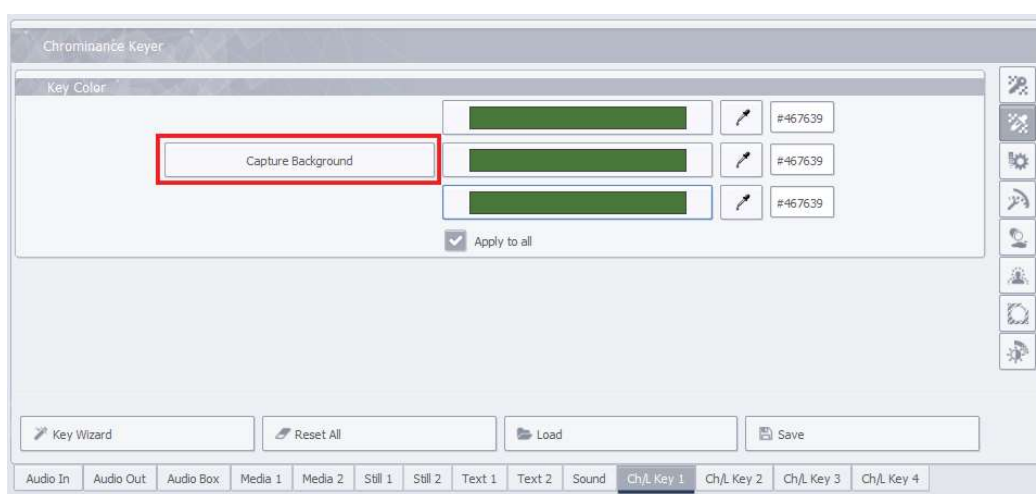 Chrominance Keyer
Key Color
#467639
Capture Background
#467639
#467639
Apply to all
Key Wizard
Reset All
Load
Save
Audio In
Audio Out
Audio Box
Media 1
Media 2
Still 1
Still 2
Text 1
Text 2
Sound
Ch/L Key 1
Ch/L Key 2
Ch/L Key 3
Ch/L Key 4